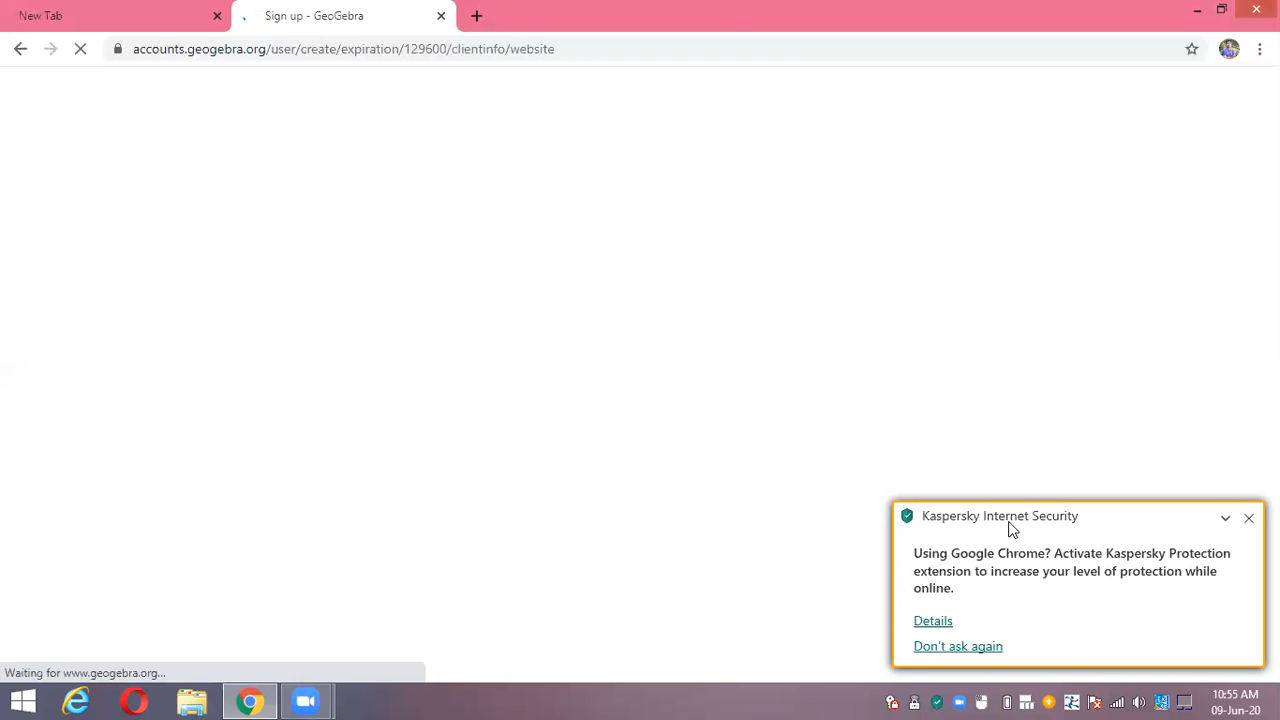 New Tab
Sign up - GeoGebra
accounts.geogebra.org/user/create/expiration/129600/clientinfo/website
Kaspersky Internet Security
Using Google Chrome? Activate Kaspersky Protection
extension to increase your level of protection while
online.
Details
Don't ask again
Waiting for www.geogebra.org...
10:55 AM
09-Jun-20